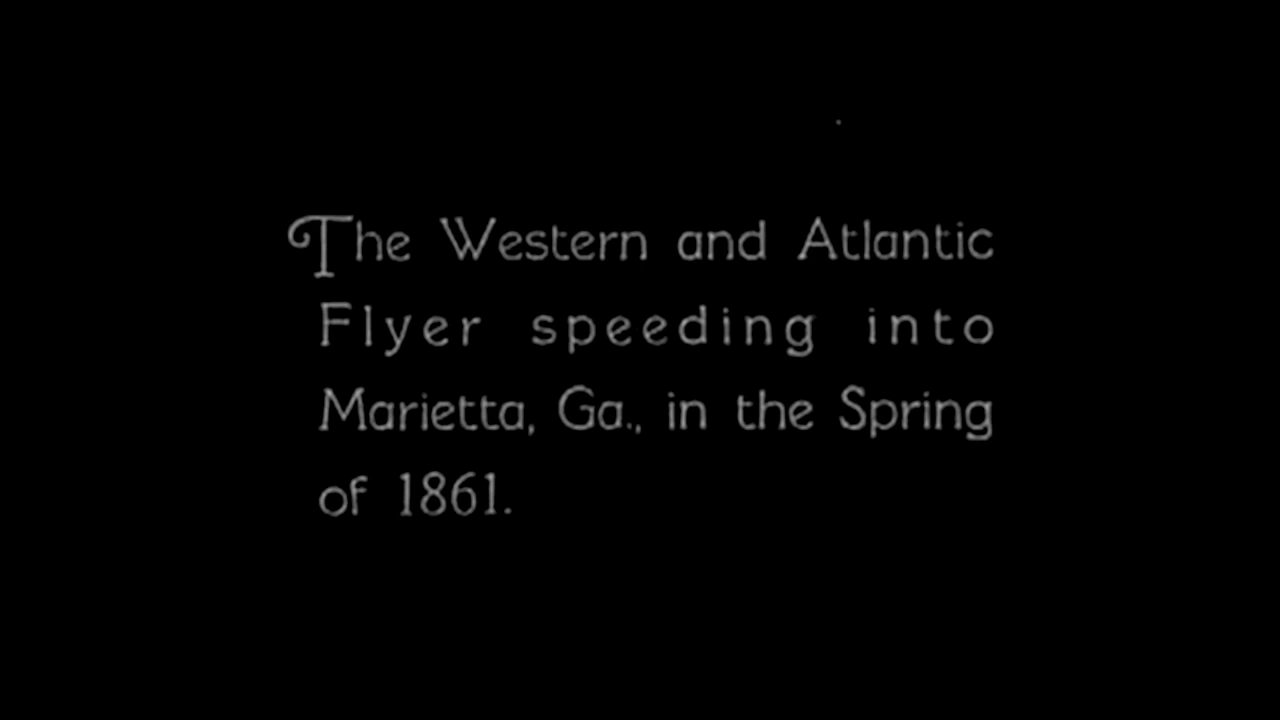 The Western and Atlantic
Flyer speeding into
Marietta, Ga., in the Spring
of 1861.